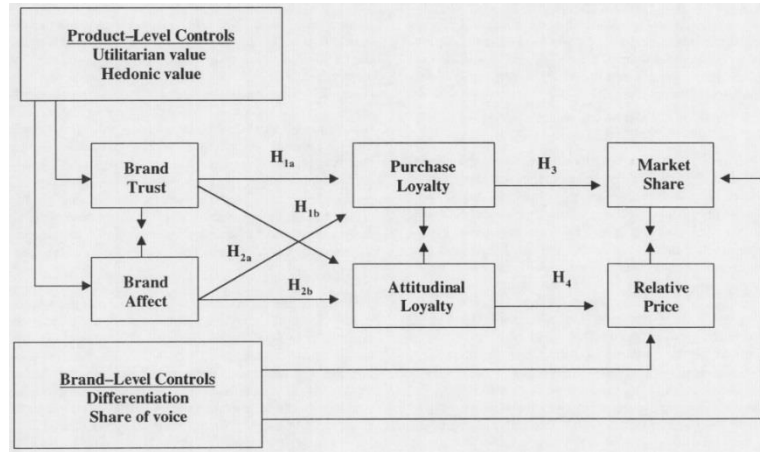 Product–Level Controls
Utilitarian value
Hedonic value
Brand
Trust
H1a
Purchase
Loyalty
H3
Market
Share
H1b
H2a
Brand
Affect
H2b
Attitudinal
Loyalty
H4
Relative
Price
Brand–Level Controls
Differentiation
Share of voice